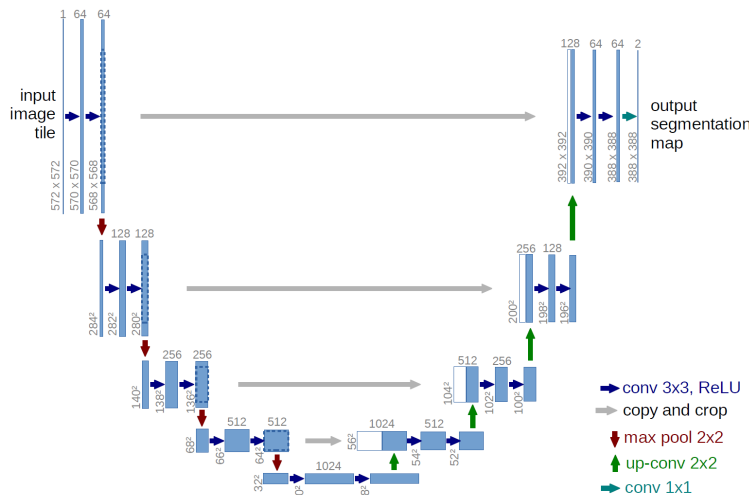 1
64
64
128
64
64
2
input
image
tile
output
segmentation
map
572 x 572
570 x 570
568 x 568
392 x 392
390 x 390
388 x 388
388 x 388
128
128
256
128
284²
282²
280²
200²
198²
196²
256
256
512
256
140²
138²
136²
104²
102²
100²
512
512
1024
512
68²
66²
64²
56²
54²
52²
1024
32²
0²
8²
conv 3x3, ReLU
copy and crop
max pool 2x2
up-conv 2x2
conv 1x1